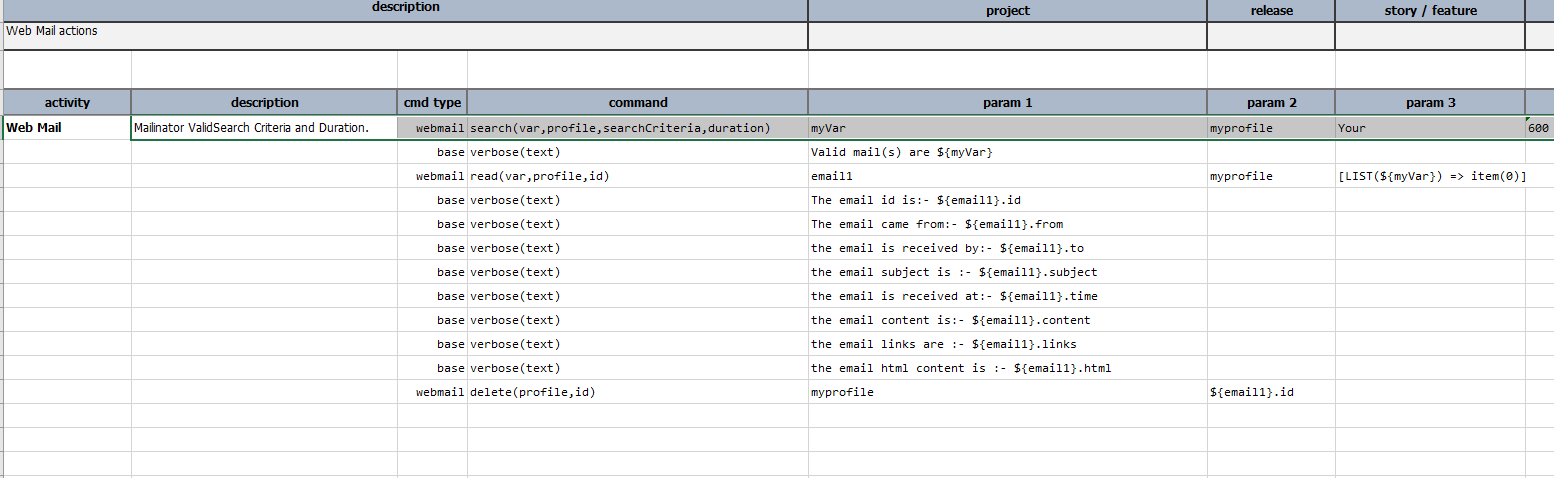 description project release story / feature
Web Mail actions
activity description cmd type command param 1 param 2 param 3
Web Mail Mailinator ValidSearch Criteria and Duration. webmail search(var,profile,searchCriteria,duration) myVar myprofile Your 600
base verbose(text) Valid mail(s) are ${myVar}
webmail read(var,profile,id) email1 myprofile [LIST(${myVar}) => item(0)]
base verbose(text) The email id is:- ${email1}.id
base verbose(text) The email came from:- ${email1}.from
base verbose(text) the email is received by:- ${email1}.to
base verbose(text) the email subject is :- ${email1}.subject
base verbose(text) the email is received at:- ${email1}.time
base verbose(text) the email content is:- ${email1}.content
base verbose(text) the email links are :- ${email1}.links
base verbose(text) the email html content is :- ${email1}.html
webmail delete(profile,id) myprofile ${email1}.id